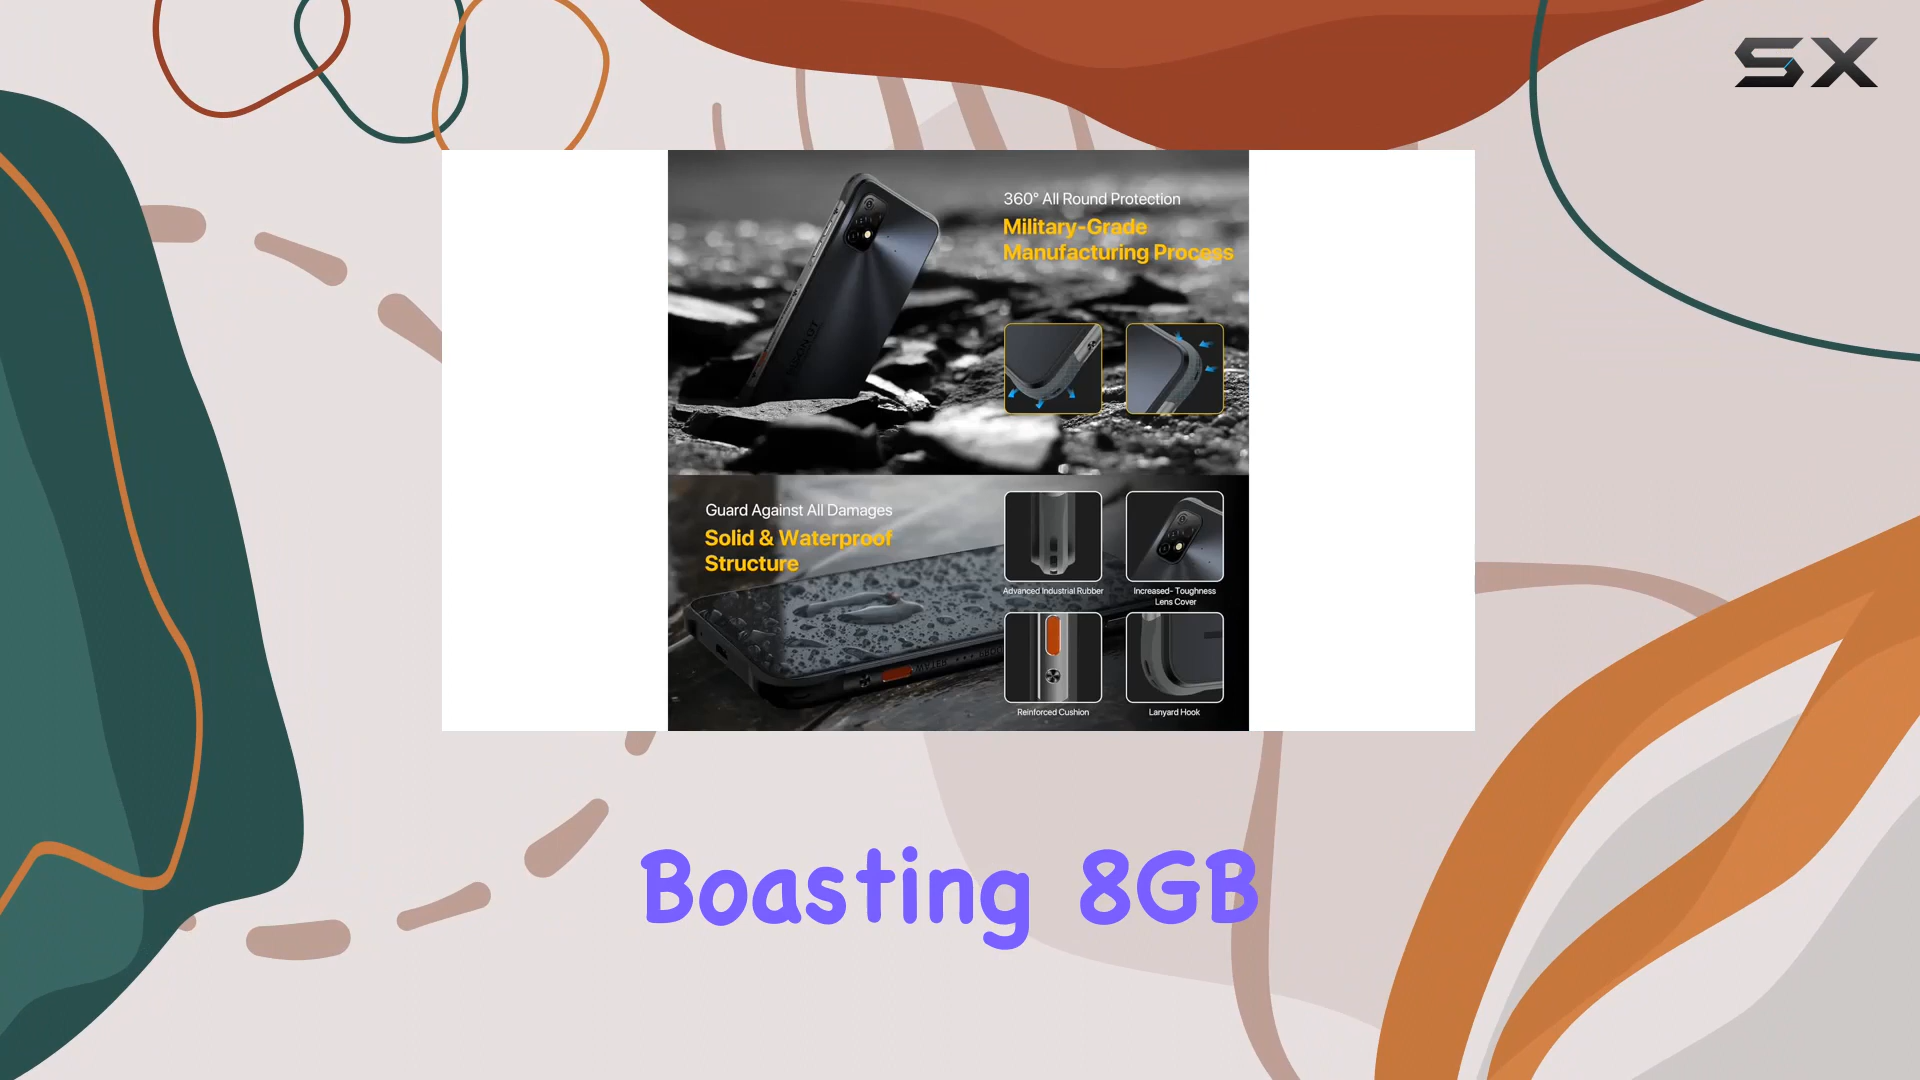 SX
360° All Round Protection
Military-Grade
Manufacturing Process
Guard Against All Damages
Solid & Waterproof
Structure
Advanced Industrial Rubber
Increased- Toughness
Lens Cover
Reinforced Cushion
Lanyard Hook
Boasting 8GB